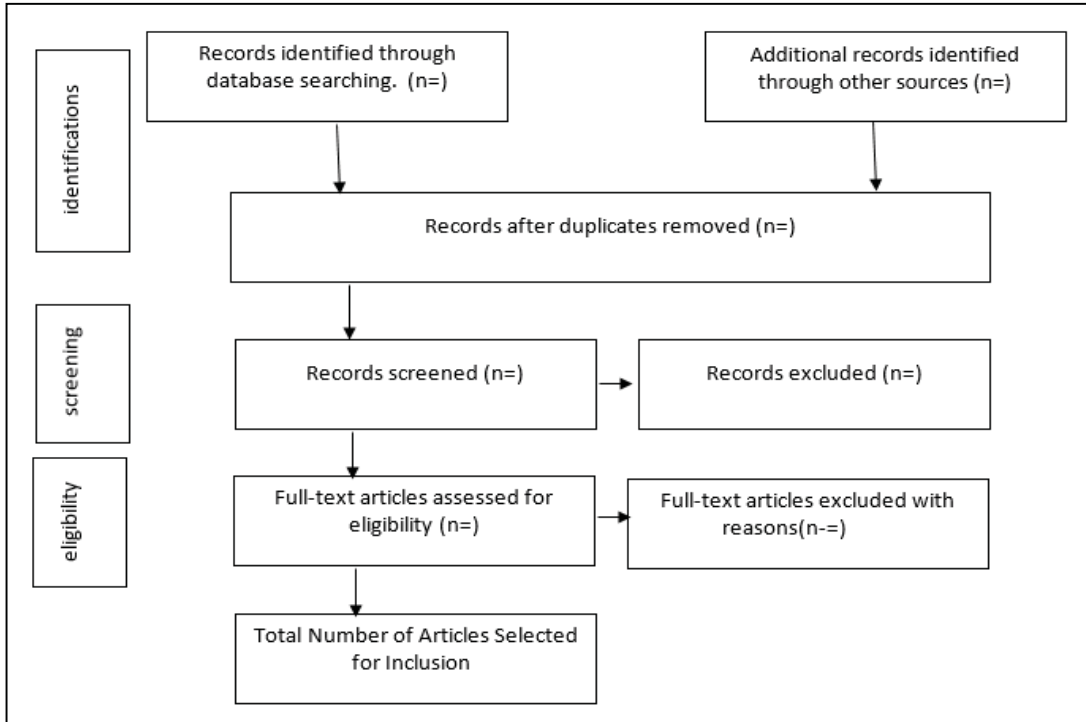 identifications
Records identified through
database searching.  (n=)
Additional records identified
through other sources (n=)
Records after duplicates removed (n=)
screening
Records screened (n=)
Records excluded (n=)
eligibility
Full-text articles assessed for
eligibility (n=)
Full-text articles excluded with
reasons(n-=)
Total Number of Articles Selected
for Inclusion